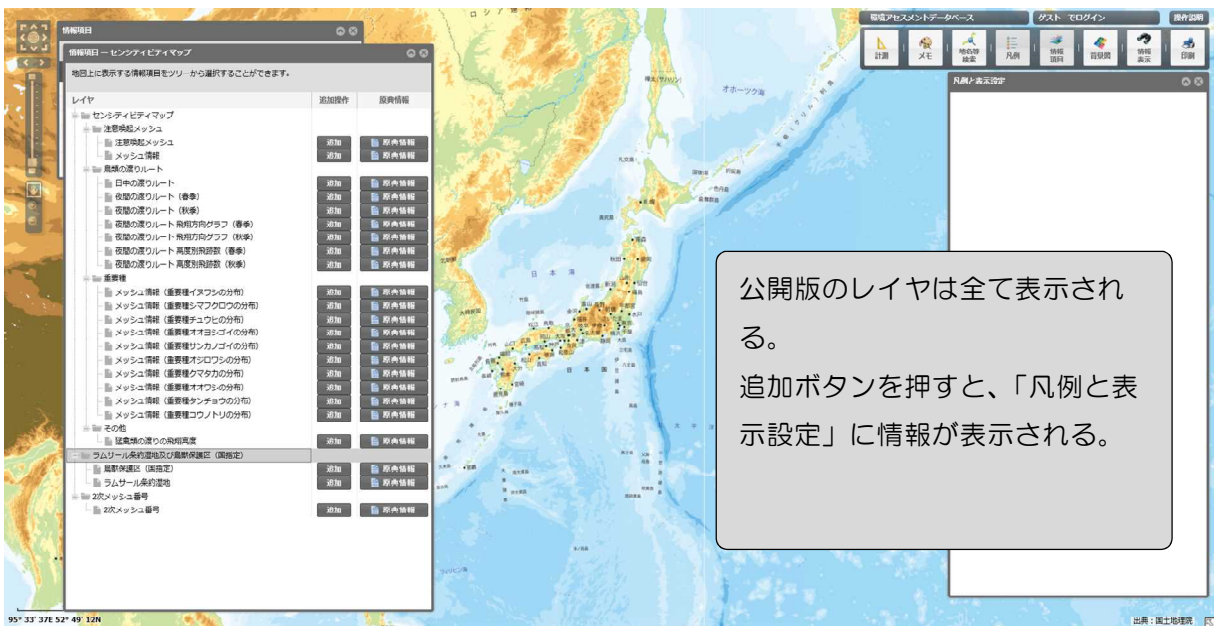 環境アセスメントデータベース
ゲスト でログイン
操作説明
計測
メモ
地名等検索
凡例
情報項目
背景図
情報表示
印刷
情報項目
情報項目 — センシティビティマップ
地図上に表示する情報項目をツリーから選択することができます。
レイヤ 追加操作 原典情報
センシティビティマップ
注意喚起メッシュ
注意喚起メッシュ 追加 原典情報
メッシュ情報 追加 原典情報
鳥類の渡りルート
日中の渡りルート 追加 原典情報
夜間の渡りルート（春季） 追加 原典情報
夜間の渡りルート（秋季） 追加 原典情報
夜間の渡りルート飛翔方向グラフ（春季） 追加 原典情報
夜間の渡りルート飛翔方向グラフ（秋季） 追加 原典情報
夜間の渡りルート高度別飛跡数（春季） 追加 原典情報
夜間の渡りルート高度別飛跡数（秋季） 追加 原典情報
重要種
メッシュ情報（重要種イヌワシの分布） 追加 原典情報
メッシュ情報（重要種シマフクロウの分布） 追加 原典情報
メッシュ情報（重要種チュウヒの分布） 追加 原典情報
メッシュ情報（重要種オオヨシゴイの分布） 追加 原典情報
メッシュ情報（重要種サンカノゴイの分布） 追加 原典情報
メッシュ情報（重要種オジロワシの分布） 追加 原典情報
メッシュ情報（重要種クマタカの分布） 追加 原典情報
メッシュ情報（重要種オオワシの分布） 追加 原典情報
メッシュ情報（重要種タンチョウの分布） 追加 原典情報
メッシュ情報（重要種コウノトリの分布） 追加 原典情報
その他
猛禽類の渡りの飛翔高度 追加 原典情報
ラムサール条約湿地及び鳥獣保護区（国指定）
鳥獣保護区（国指定） 追加 原典情報
ラムサール条約湿地 追加 原典情報
2次メッシュ番号
2次メッシュ番号 追加 原典情報
凡例と表示設定
ロシア
オホーツク海
日本海
日本国
フィリピン海
公開版のレイヤは全て表示され
る。
追加ボタンを押すと、「凡例と表
示設定」に情報が表示される。
95° 33' 37E 52° 49' 12N
出典：国土地理院